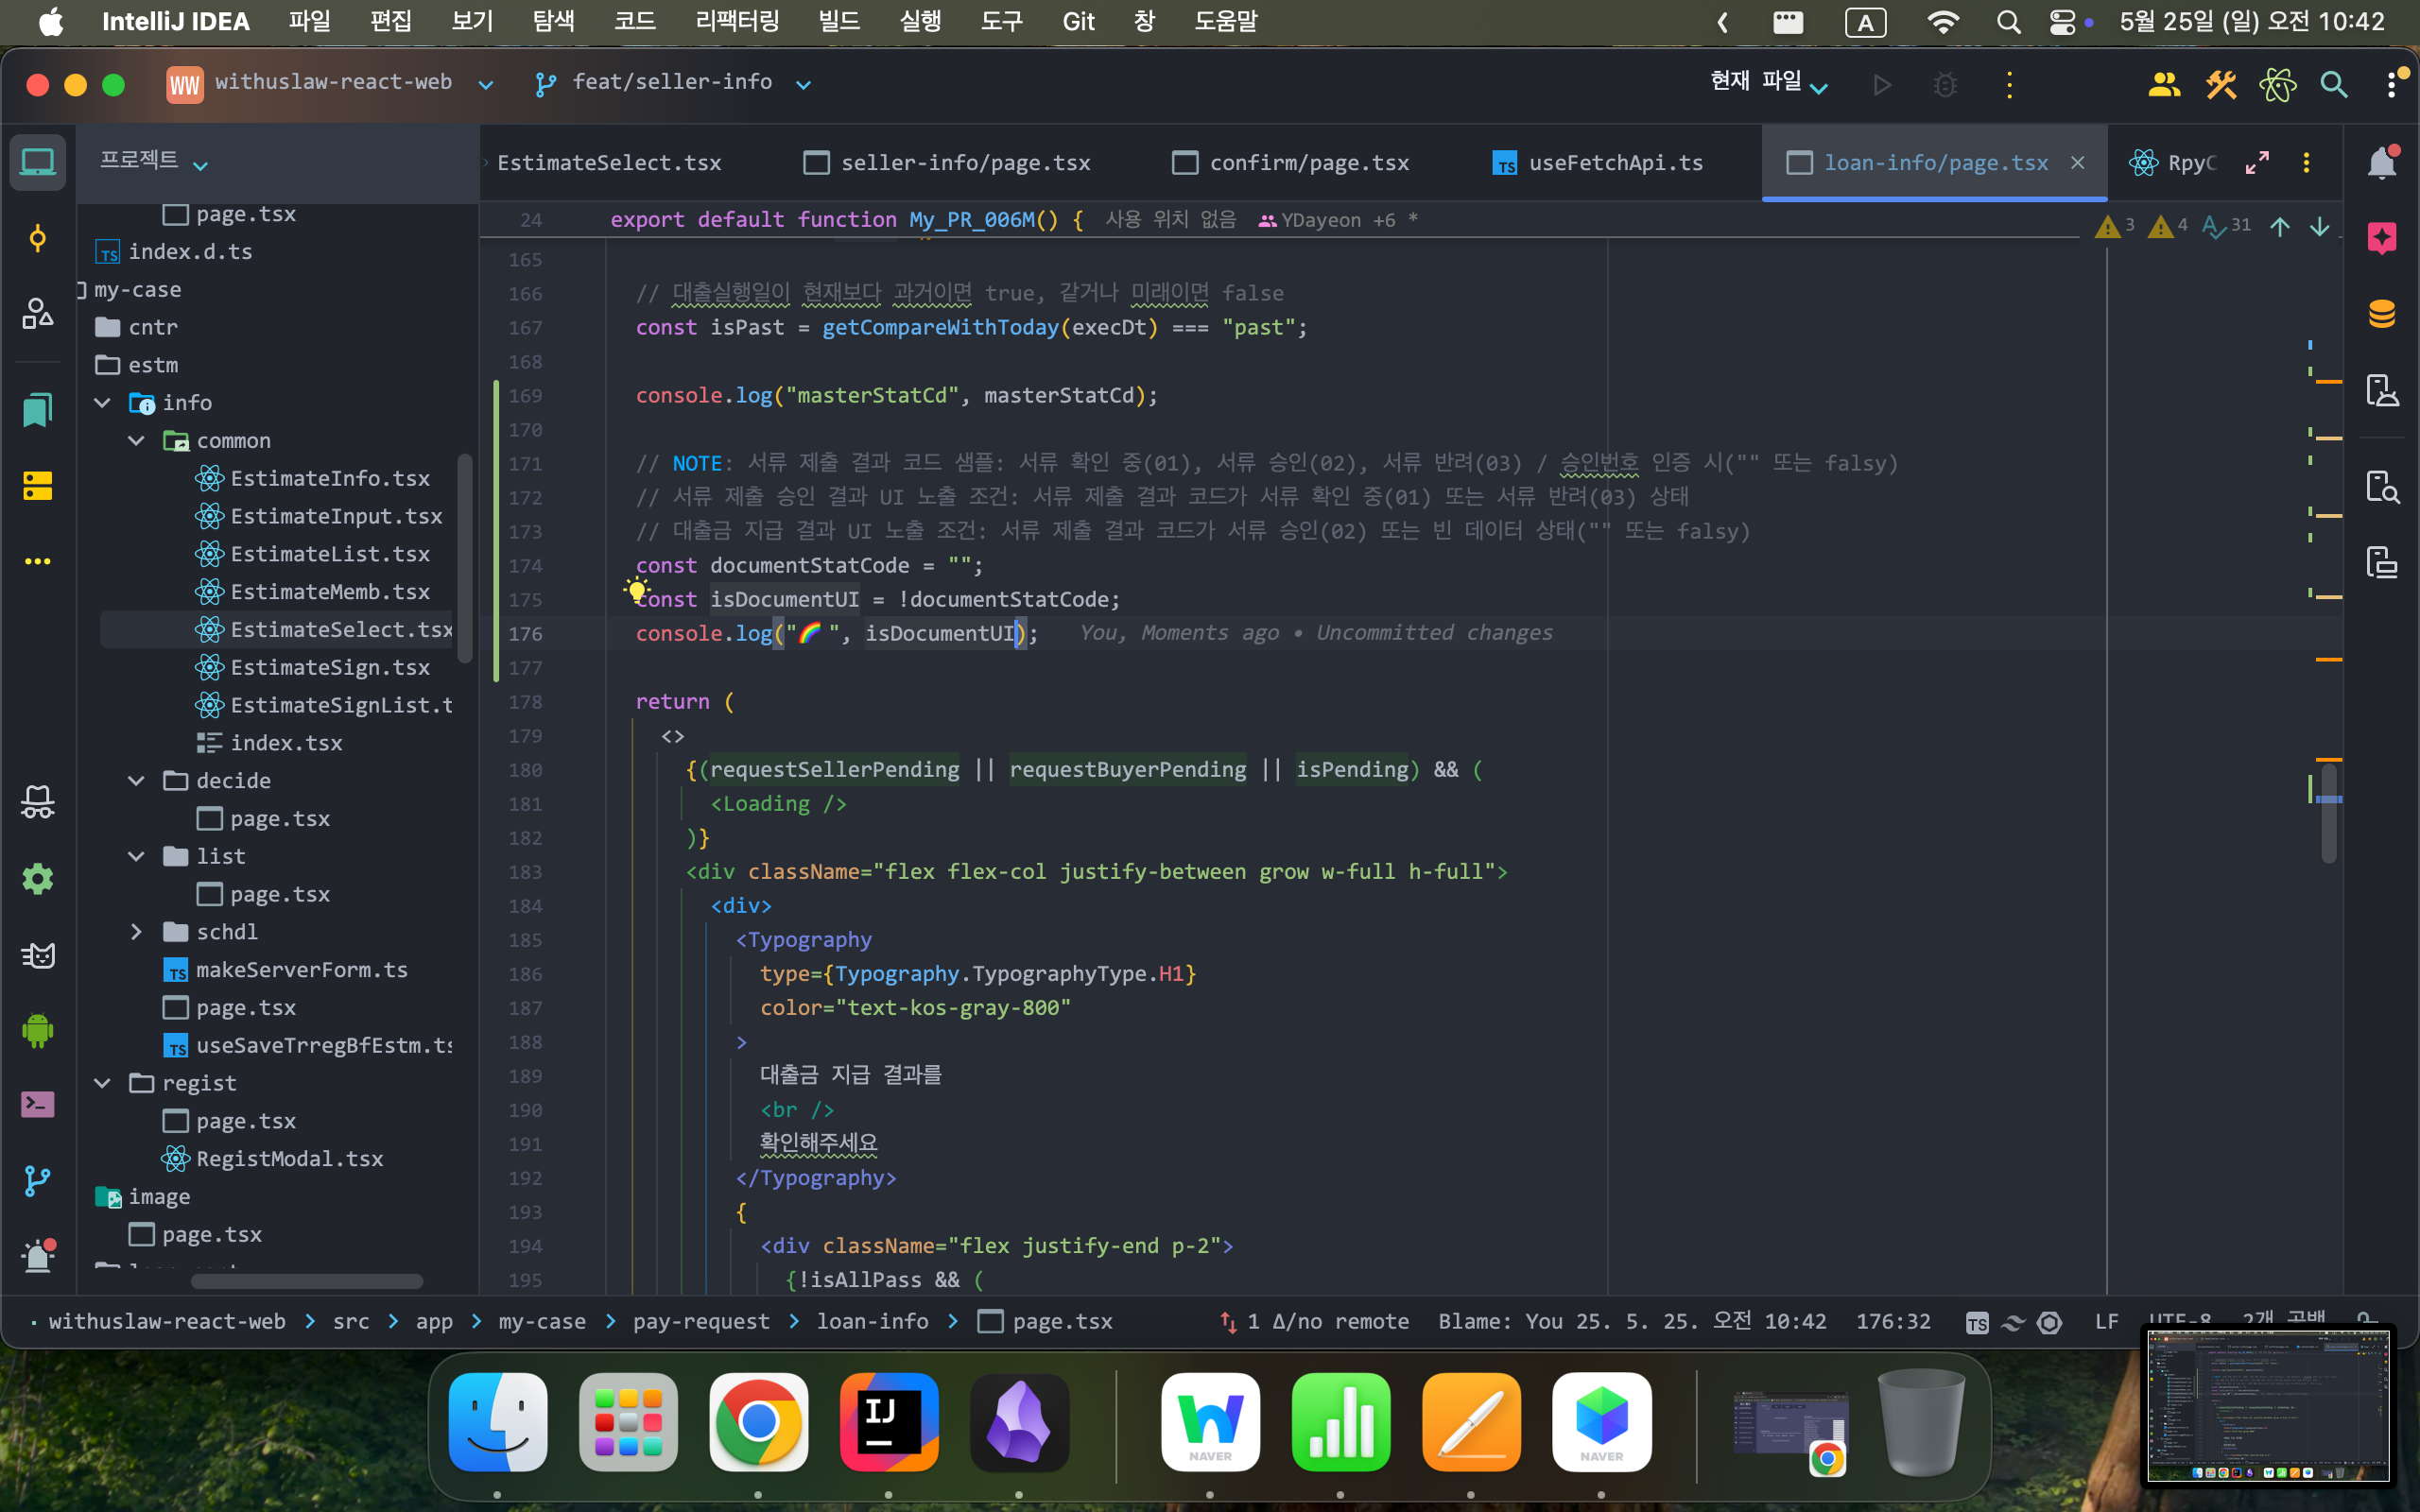 IntelliJ IDEA 파일 편집 보기 탐색 코드 리팩터링 빌드 실행 도구 Git 창 도움말 A 5월 25일 (일) 오전 10:42
WW withuslaw-react-web feat/seller-info 현재 파일
프로젝트
EstimateSelect.tsx seller-info/page.tsx confirm/page.tsx TS useFetchApi.ts loan-info/page.tsx
page.tsx
TS index.d.ts
my-case
cntr
estm
info
common
EstimateInfo.tsx
EstimateInput.tsx
EstimateList.tsx
EstimateMemb.tsx
EstimateSelect.tsx
EstimateSign.tsx
EstimateSignList.t
index.tsx
decide
page.tsx
list
page.tsx
schdl
TS makeServerForm.ts
page.tsx
TS useSaveTrregBfEstm.ts
regist
page.tsx
RegistModal.tsx
image
page.tsx
24 export default function My_PR_006M() { 사용 위치 없음 YDayeon +6 *
3 4 31
165
166 // 대출실행일이 현재보다 과거이면 true, 같거나 미래이면 false
167 const isPast = getCompareWithToday(execDt) === "past";
168
169 console.log("masterStatCd", masterStatCd);
170
171 // NOTE: 서류 제출 결과 코드 샘플: 서류 확인 중(01), 서류 승인(02), 서류 반려(03) / 승인번호 인증 시("" 또는 falsy)
172 // 서류 제출 승인 결과 UI 노출 조건: 서류 제출 결과 코드가 서류 확인 중(01) 또는 서류 반려(03) 상태
173 // 대출금 지급 결과 UI 노출 조건: 서류 제출 결과 코드가 서류 승인(02) 또는 빈 데이터 상태("" 또는 falsy)
174 const documentStatCode = "";
175 const isDocumentUI = !documentStatCode;
176 console.log("🌈 ", isDocumentUI); You, Moments ago • Uncommitted changes
177
178 return (
179 <>
180 {(requestSellerPending || requestBuyerPending || isPending) && (
181 <Loading />
182 )}
183 <div className="flex flex-col justify-between grow w-full h-full">
184 <div>
185 <Typography
186 type={Typography.TypographyType.H1}
187 color="text-kos-gray-800"
188 >
189 대출금 지급 결과를
190 <br />
191 확인해주세요
192 </Typography>
193 {
194 <div className="flex justify-end p-2">
195 {!isAllPass && (
withuslaw-react-web > src > app > my-case > pay-request > loan-info > page.tsx 1 Δ/no remote Blame: You 25. 5. 25. 오전 10:42 176:32 TS LF UTF-8 2개 공백
IJ
NAVER
NAVER